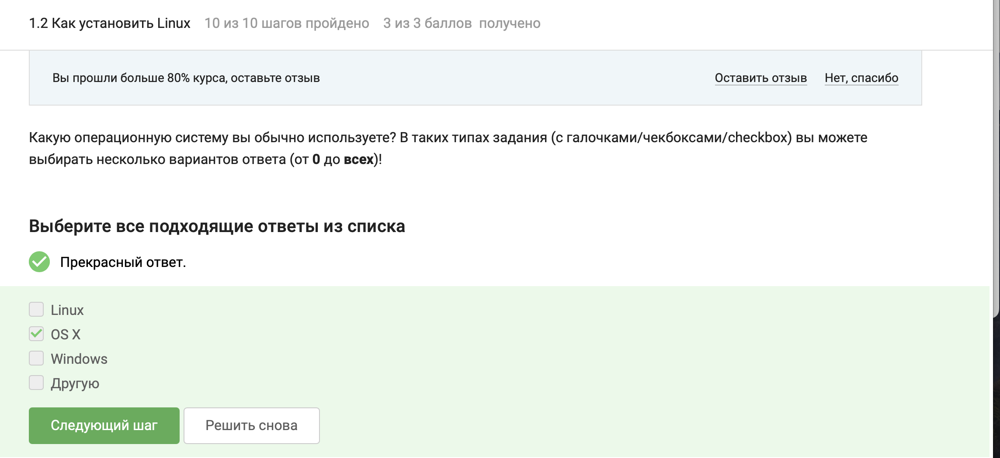 1.2 Как установить Linux 10 из 10 шагов пройдено 3 из 3 баллов получено
Вы прошли больше 80% курса, оставьте отзыв Оставить отзыв Нет, спасибо
Какую операционную систему вы обычно используете? В таких типах задания (с галочками/чекбоксами/checkbox) вы можете
выбирать несколько вариантов ответа (от 0 до всех)!
Выберите все подходящие ответы из списка
Прекрасный ответ.
Linux
OS X
Windows
Другую
Следующий шаг Решить снова